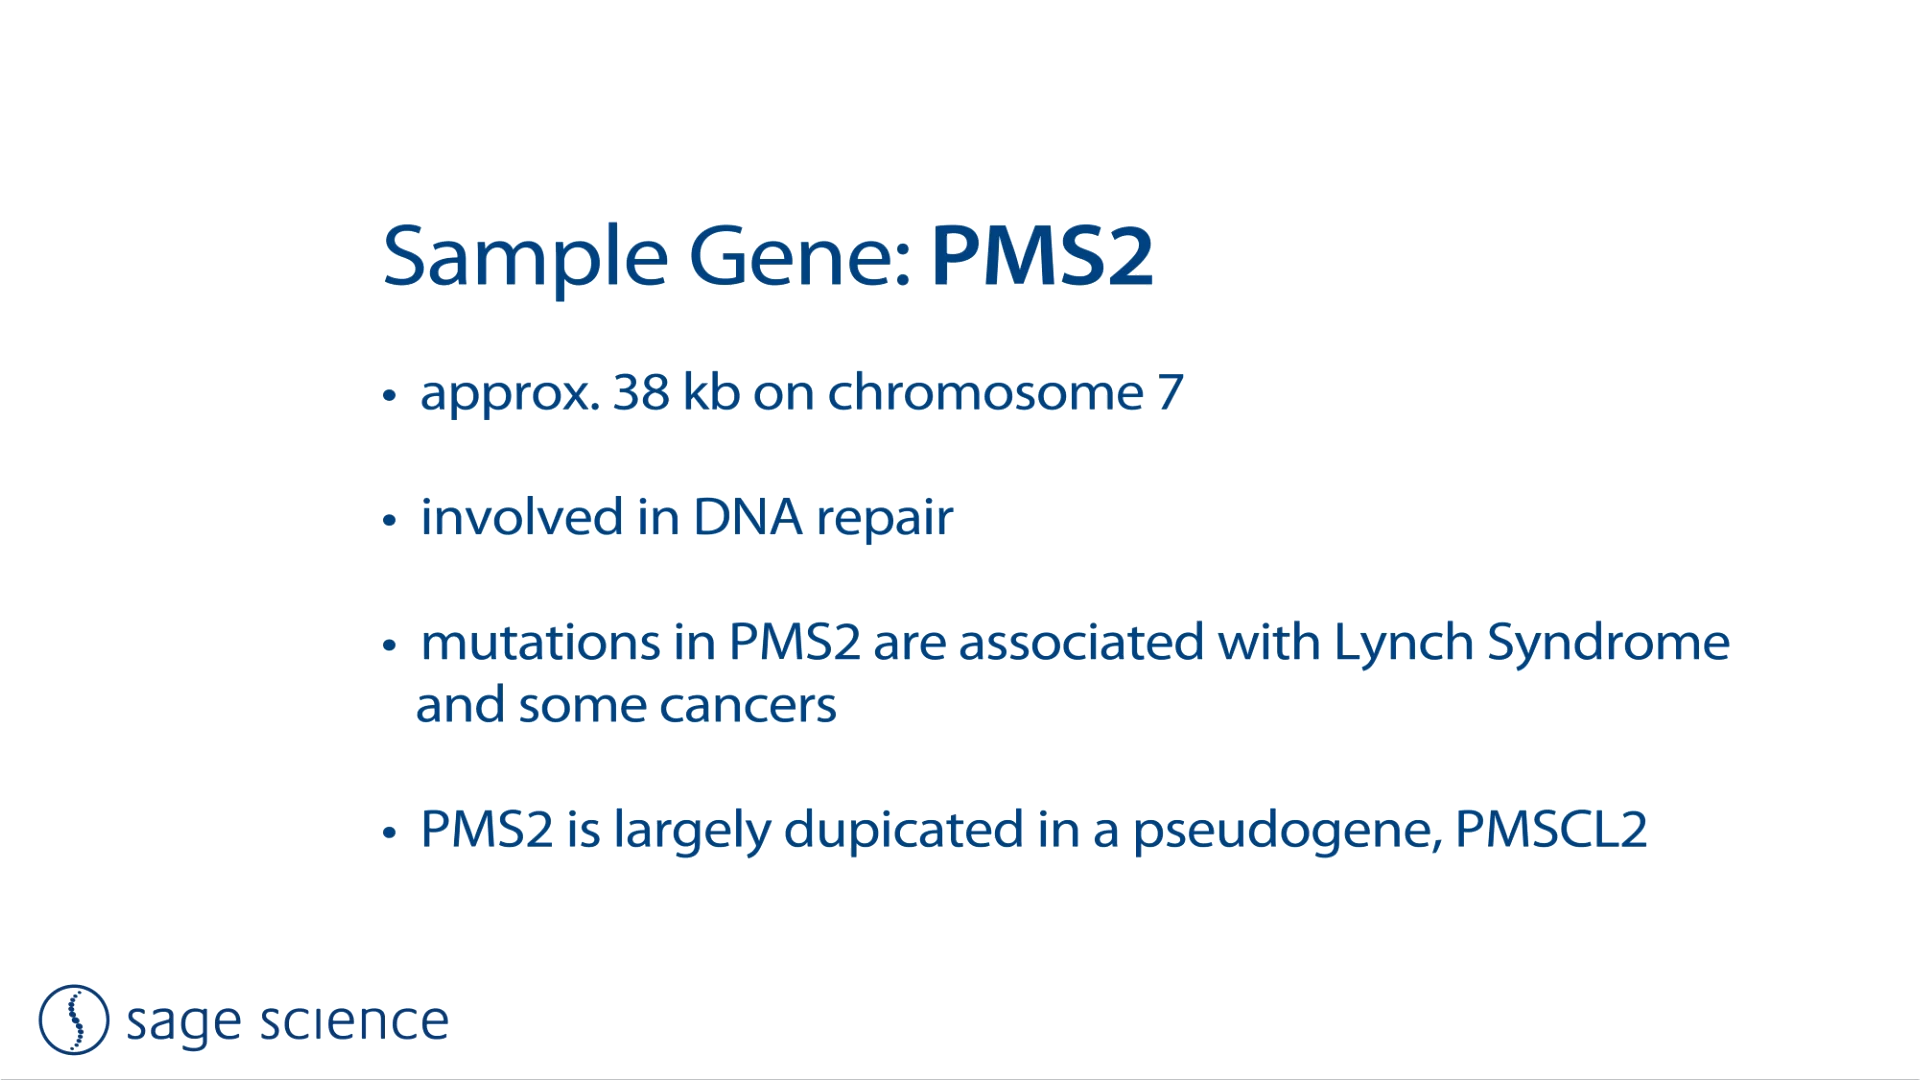 Sample Gene: PMS2
• approx. 38 kb on chromosome 7
• involved in DNA repair
• mutations in PMS2 are associated with Lynch Syndrome
and some cancers
• PMS2 is largely dupicated in a pseudogene, PMSCL2
sage science